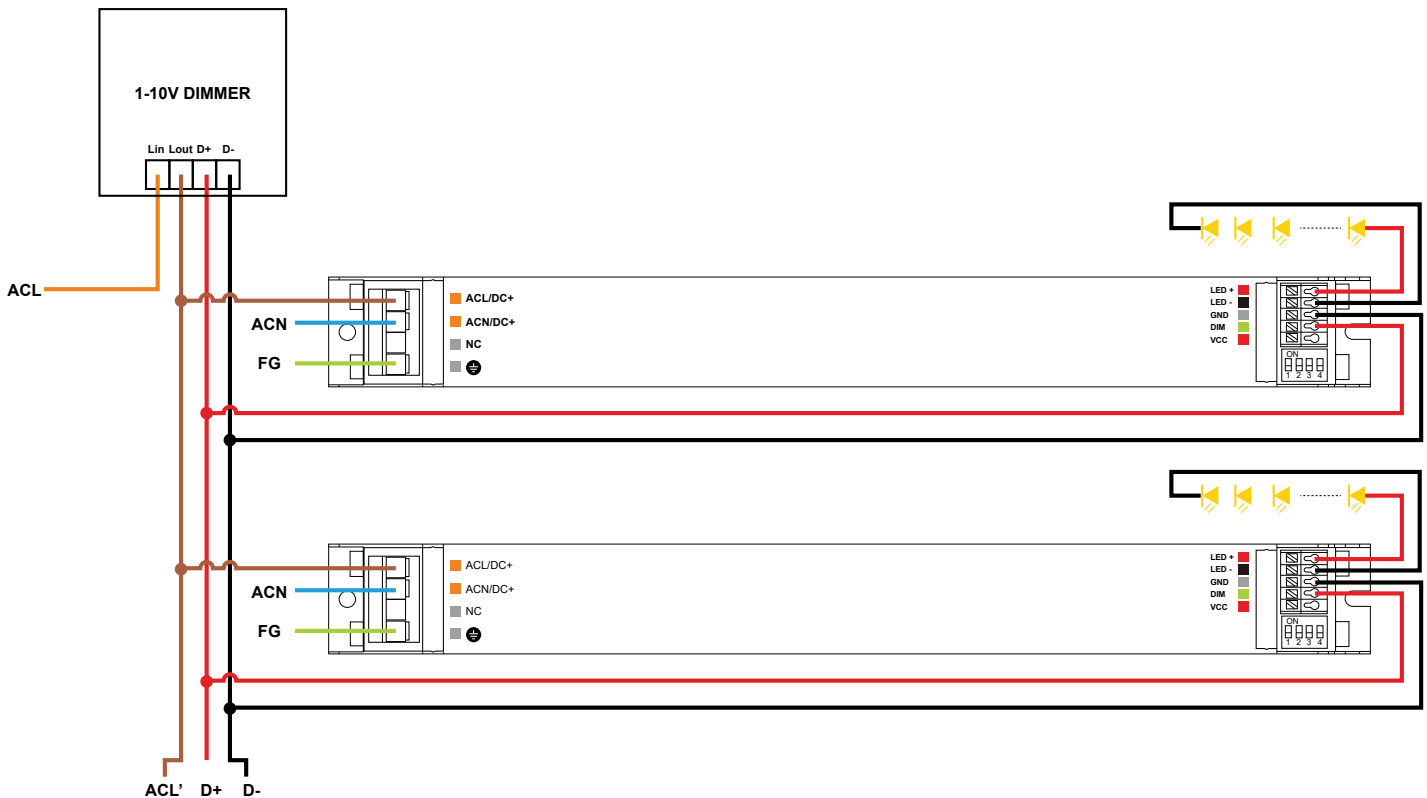 1-10V DIMMER
Lin Lout D+ D-
ACL
ACL/DC+
ACN
ACN/DC+
NC
FG
LED +
LED -
GND
DIM
VCC
ON
1 2 3 4
ACL/DC+
ACN
ACN/DC+
NC
FG
LED +
LED -
GND
DIM
VCC
ON
1 2 3 4
ACL' D+ D-